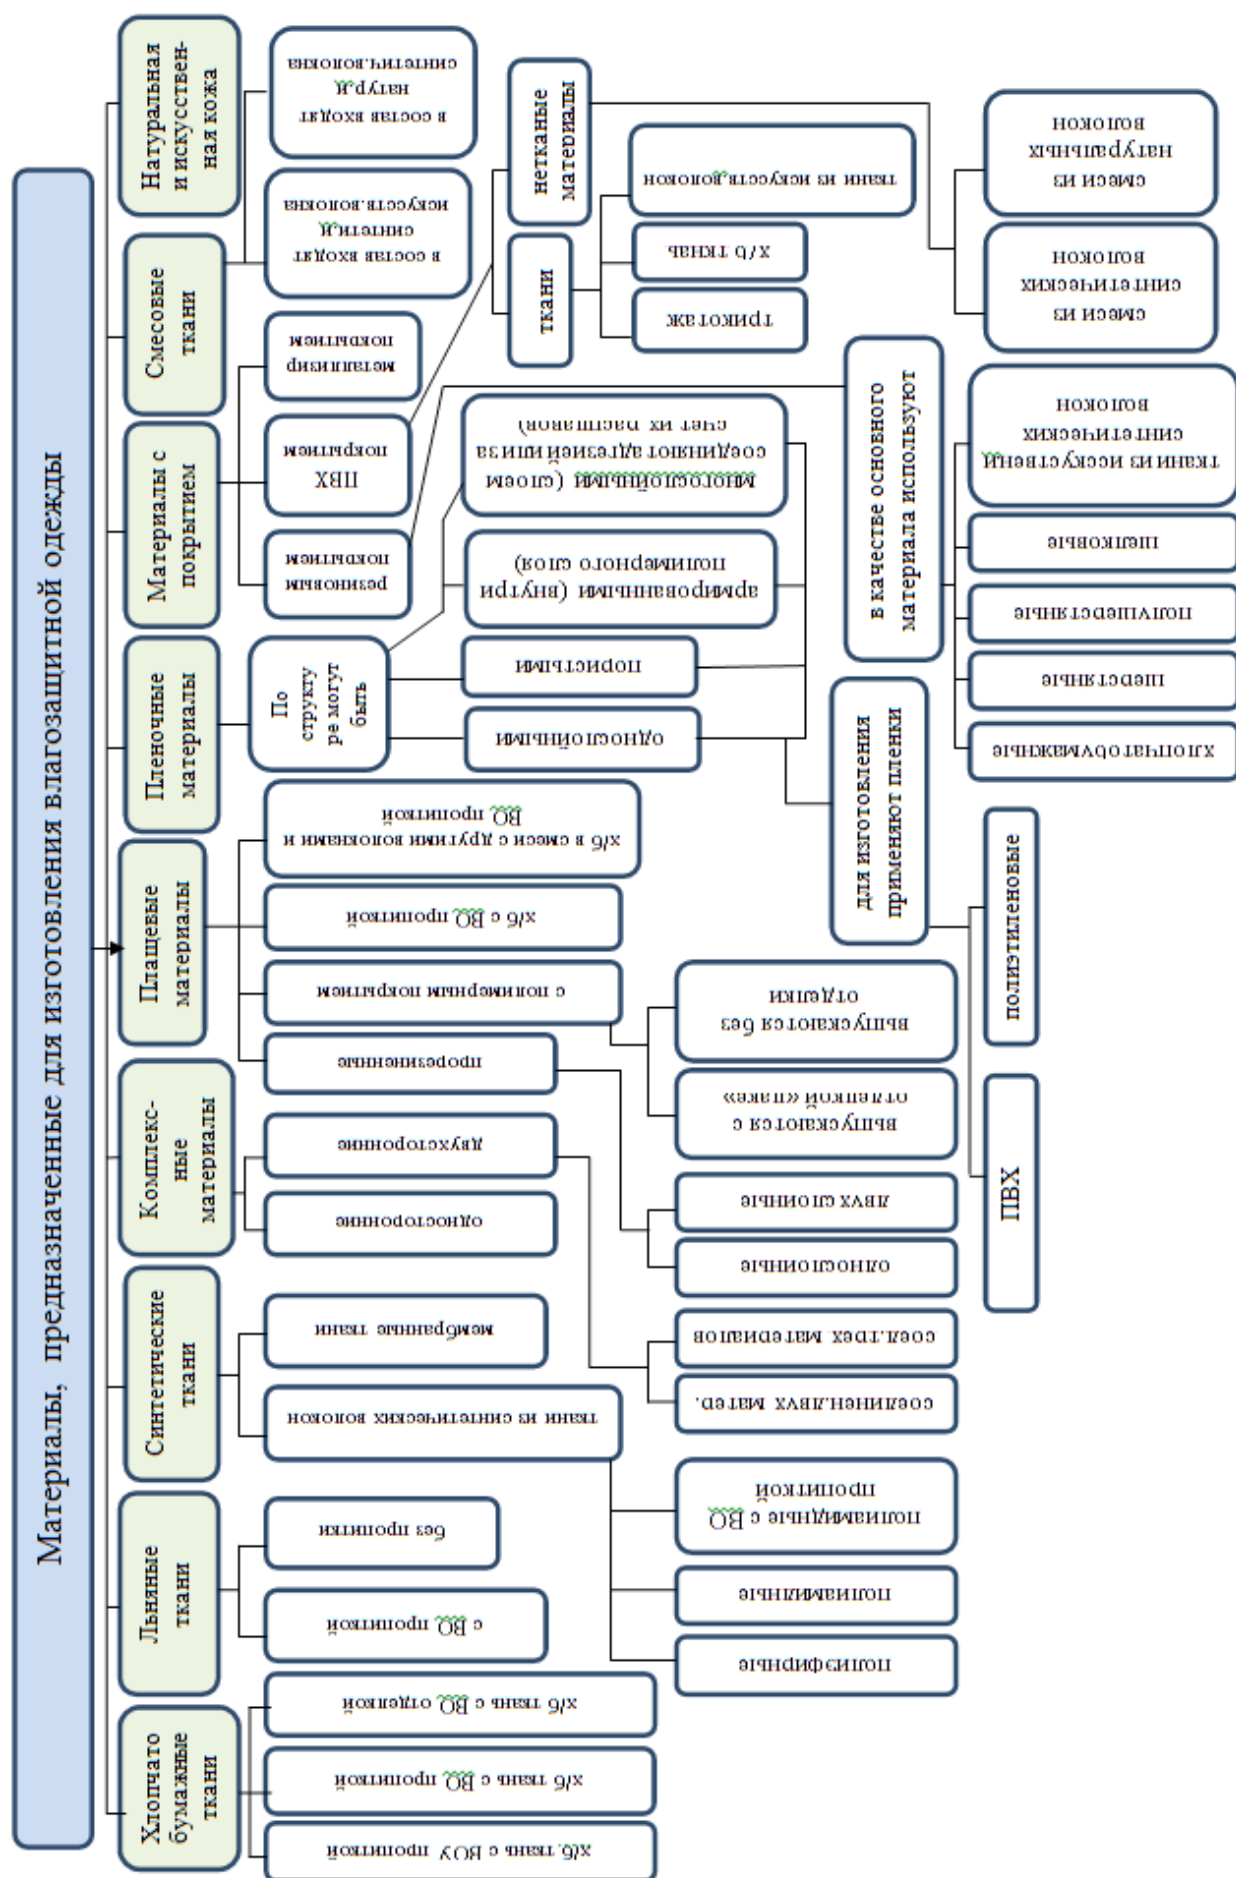 Материалы, предназначенные для изготовления влагозащитной одежды
Хлопчато
бумажные
ткани
Льняные
ткани
Синтетические
ткани
Комплекс-
ные
материалы
Плащевые
материалы
Пленочные
материалы
Материалы с
покрытием
Смесовые
ткани
Натуральная
и искусствен-
ная кожа
х/б. ткань с ВОУ пропиткой
х/б ткань с ВО пропиткой
х/б ткань с ВО отделкой
с ВО пропиткой
без пропитки
ткани из синтетических волокон
мембранные ткани
полиэфирные
полиамидные
полиамидные с ВО
пропиткой
односторонние
двухсторонние
соединен.двух матер.
соед.трех материалов
прорезиненные
с полимерным покрытием
х/б с ВО пропиткой
х/б в смеси с другими волокнами и
ВО пропиткой
однослойные
двух слойные
выпускаются с
отделкой «лаке»
выпускаются без
отделки
По
структу
ре могут
быть
однослойными
пористыми
армированными (внутри
полимерного слоя)
многослойными (слоем
соединяют адгезией или за
счет их расплавов)
для изготовления
применяют пленки
ПВХ
полиэтиленовые
резиновым
покрытием
ПВХ
покрытием
металлизир
покрытием
в качестве основного
материала используют
хлопчатобумажные
шерстяные
полушерстяные
шелковые
ткани из исскуствени
синтетических
волокон
ткани
нетканые
материалы
трикотаж
х/б ткнаь
ткани из искусств.волокон
смеси из
синтетических
волокон
смеси из
натуральных
волокон
в состав входят
синтети,и
искусств.волокна
в состав входят
натур,и
синтетич.волокна